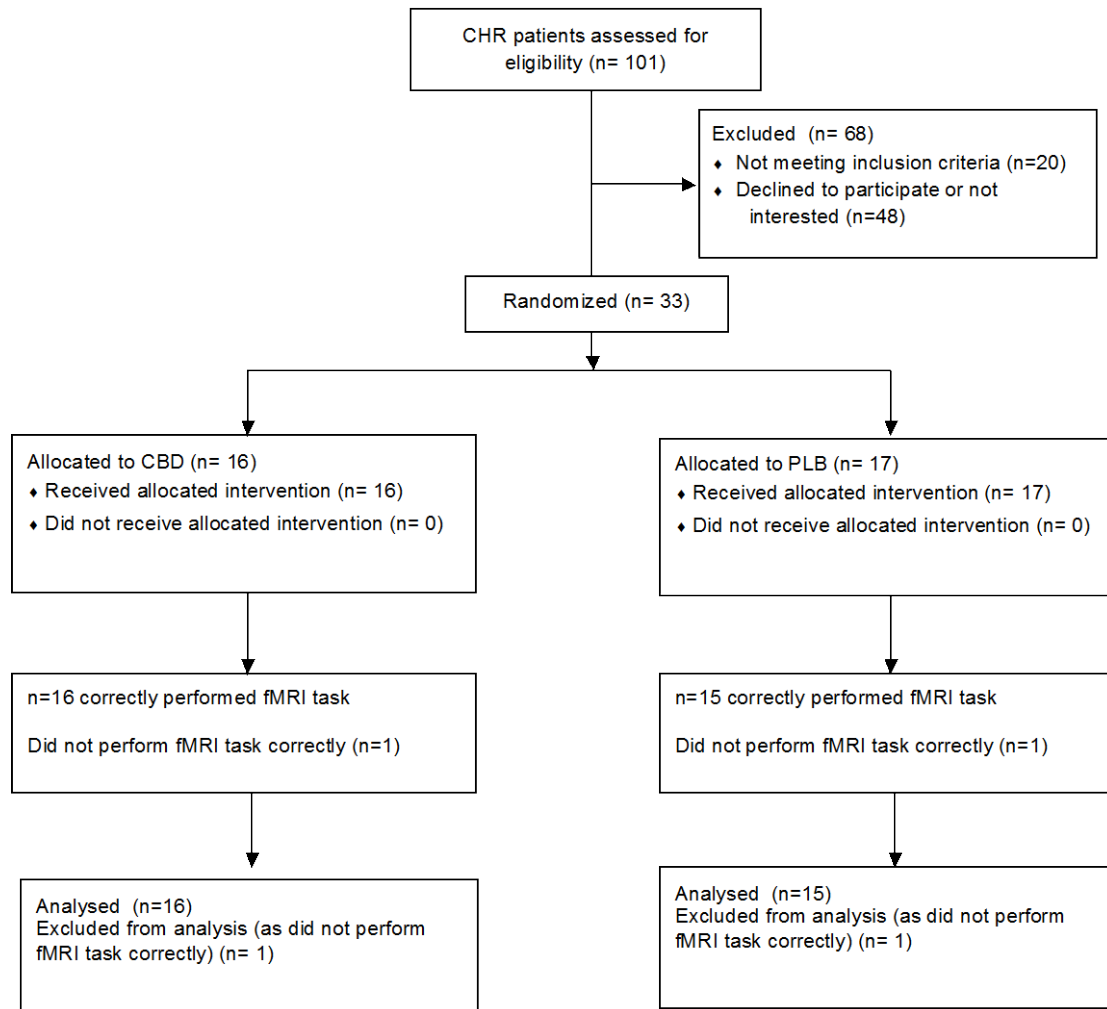 CHR patients assessed for
eligibility (n= 101)
Excluded (n= 68)
♦ Not meeting inclusion criteria (n=20)
♦ Declined to participate or not
interested (n=48)
Randomized (n= 33)
Allocated to CBD (n= 16)
♦ Received allocated intervention (n= 16)
♦ Did not receive allocated intervention (n= 0)
Allocated to PLB (n= 17)
♦ Received allocated intervention (n= 17)
♦ Did not receive allocated intervention (n= 0)
n=16 correctly performed fMRI task
Did not perform fMRI task correctly (n=1)
n=15 correctly performed fMRI task
Did not perform fMRI task correctly (n=1)
Analysed (n=16)
Excluded from analysis (as did not perform
fMRI task correctly) (n= 1)
Analysed (n=15)
Excluded from analysis (as did not perform
fMRI task correctly) (n= 1)